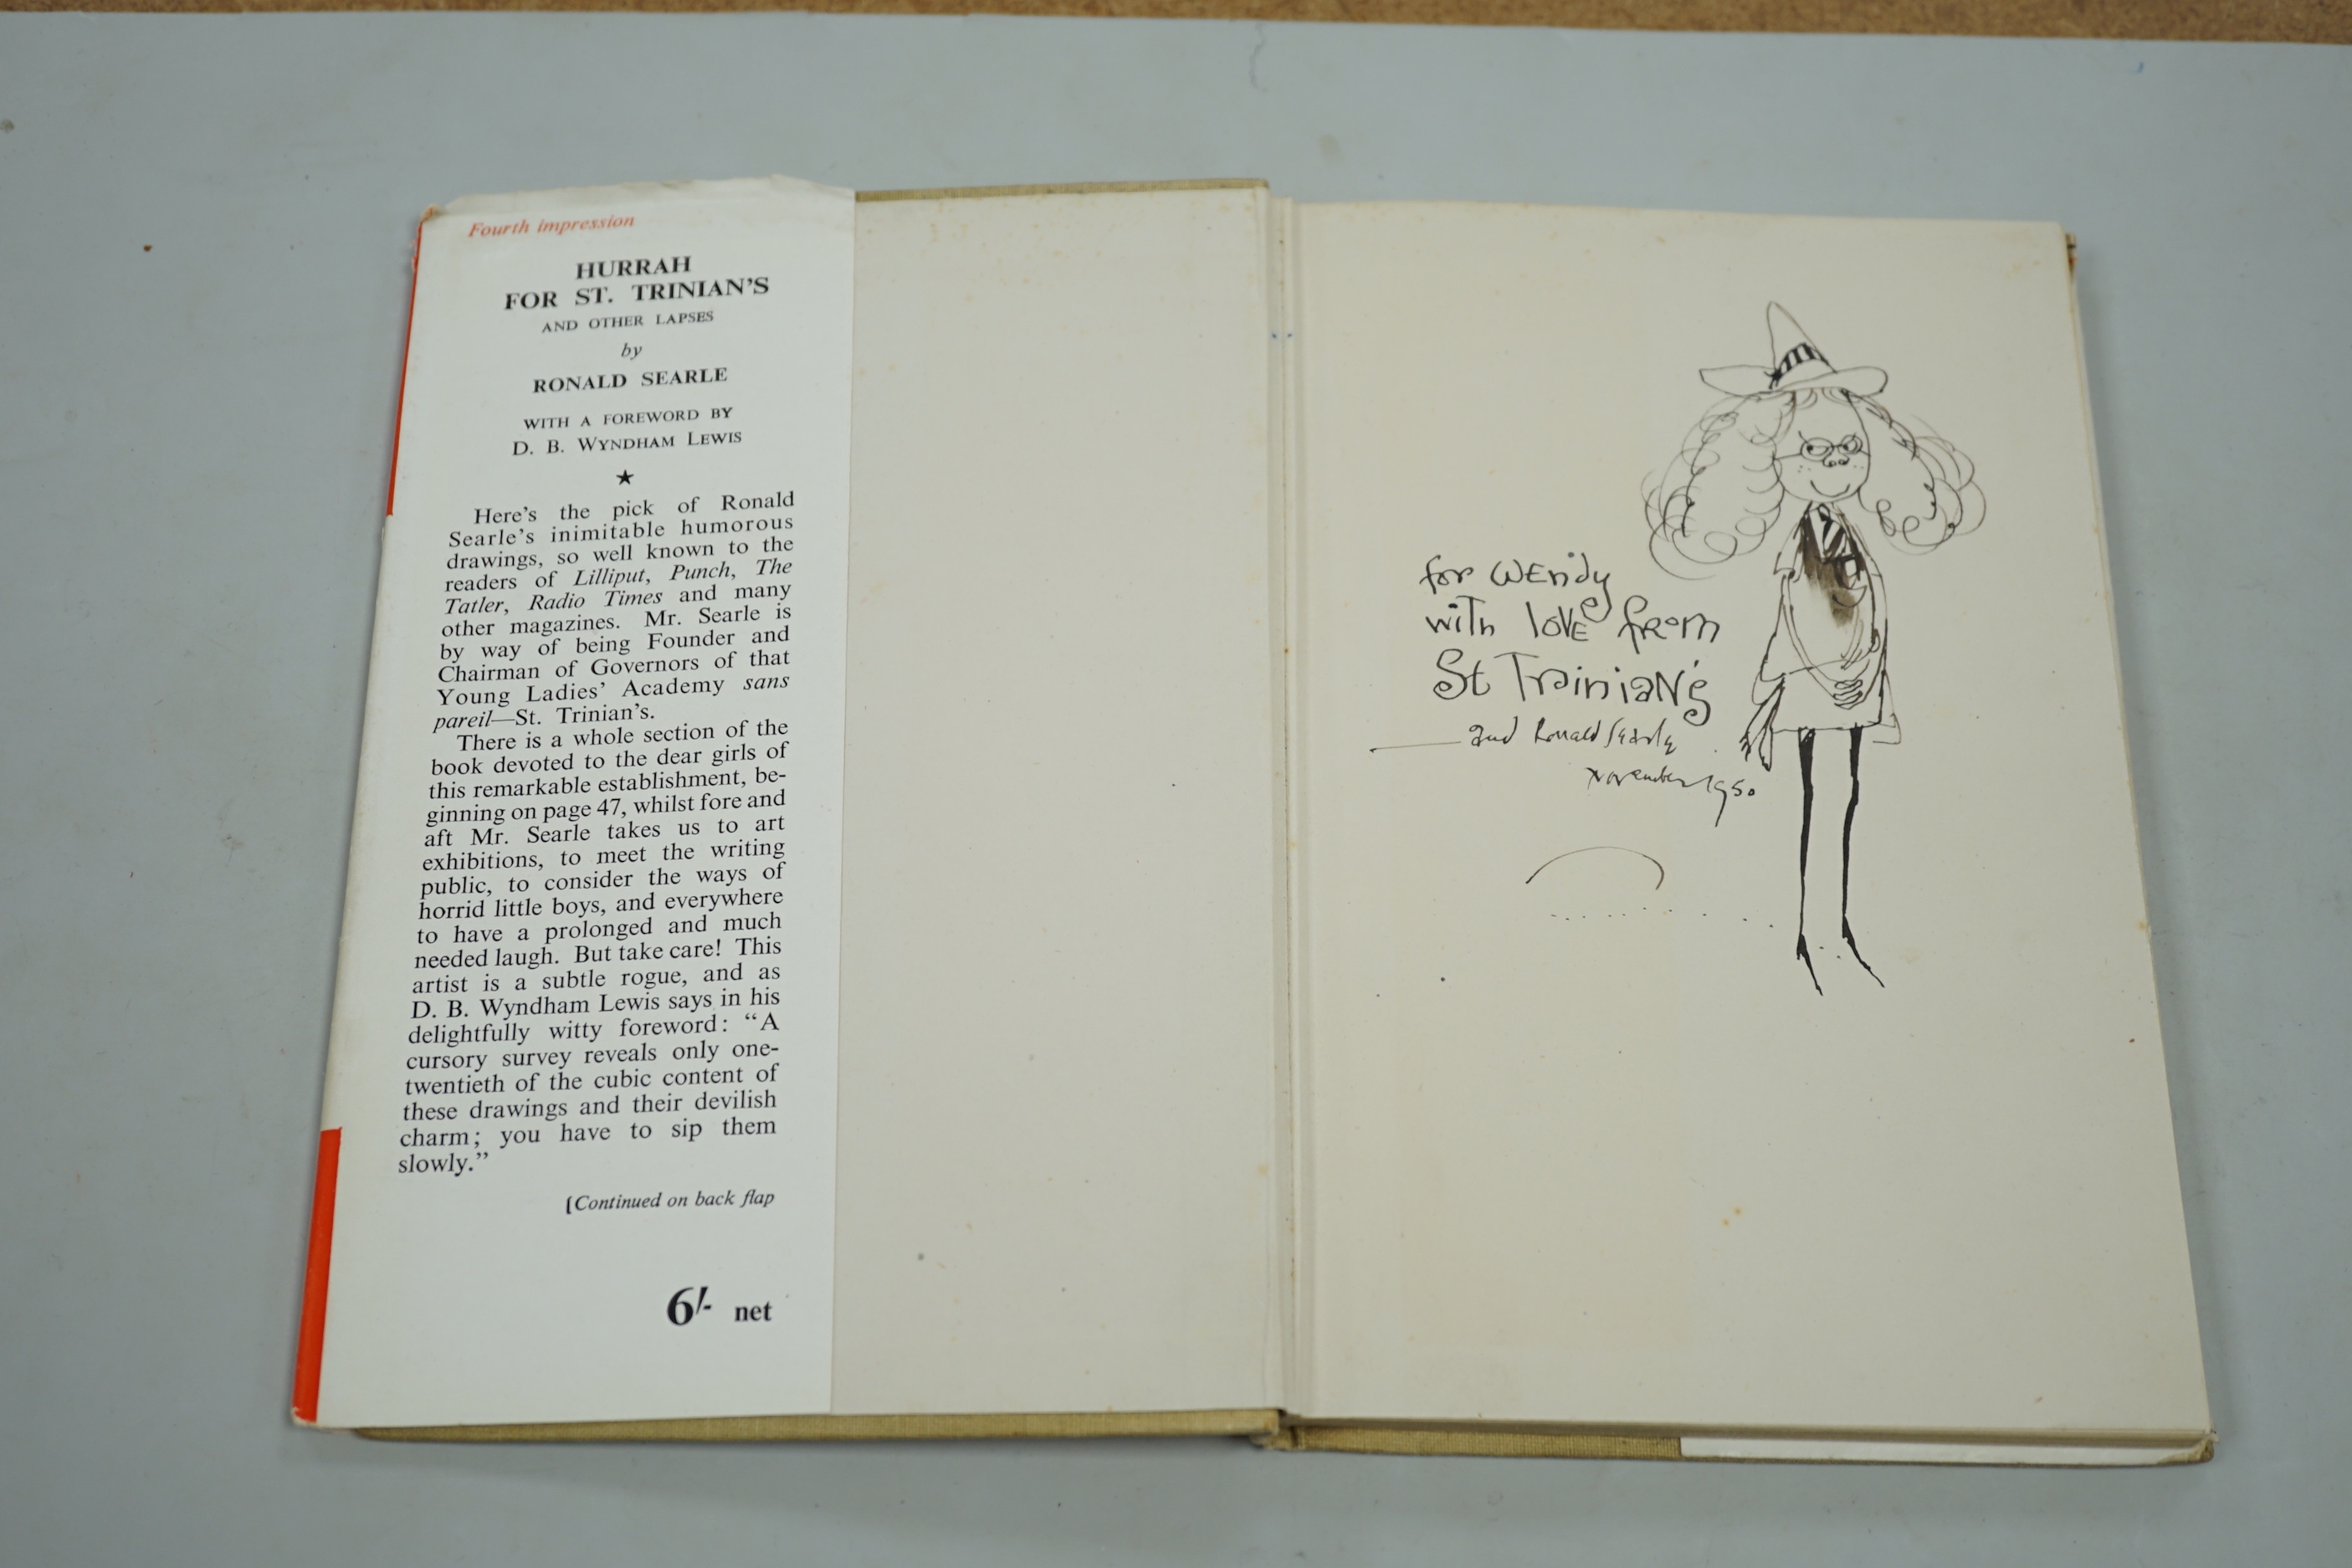 Fourth impression
HURRAH
FOR ST. TRINIAN'S
AND OTHER LAPSES
by
RONALD SEARLE
WITH A FOREWORD BY
D. B. WYNDHAM LEWIS
★
Here's the pick of Ronald
Searle's inimitable humorous
drawings, so well known to the
readers of Lilliput, Punch, The
Tatler, Radio Times and many
other magazines. Mr. Searle is
by way of being Founder and
Chairman of Governors of that
Young Ladies' Academy sans
pareil—St. Trinian's.
There is a whole section of the
book devoted to the dear girls of
this remarkable establishment, be-
ginning on page 47, whilst fore and
aft Mr. Searle takes us to art
exhibitions, to meet the writing
public, to consider the ways of
horrid little boys, and everywhere
to have a prolonged and much
needed laugh. But take care! This
artist is a subtle rogue, and as
D. B. Wyndham Lewis says in his
delightfully witty foreword: “A
cursory survey reveals only one-
twentieth of the cubic content of
these drawings and their devilish
charm; you have to sip them
slowly.”
[Continued on back flap
6/- net
for Wendy
with love from
St Trinian's
— and Ronald Searle
November 1950